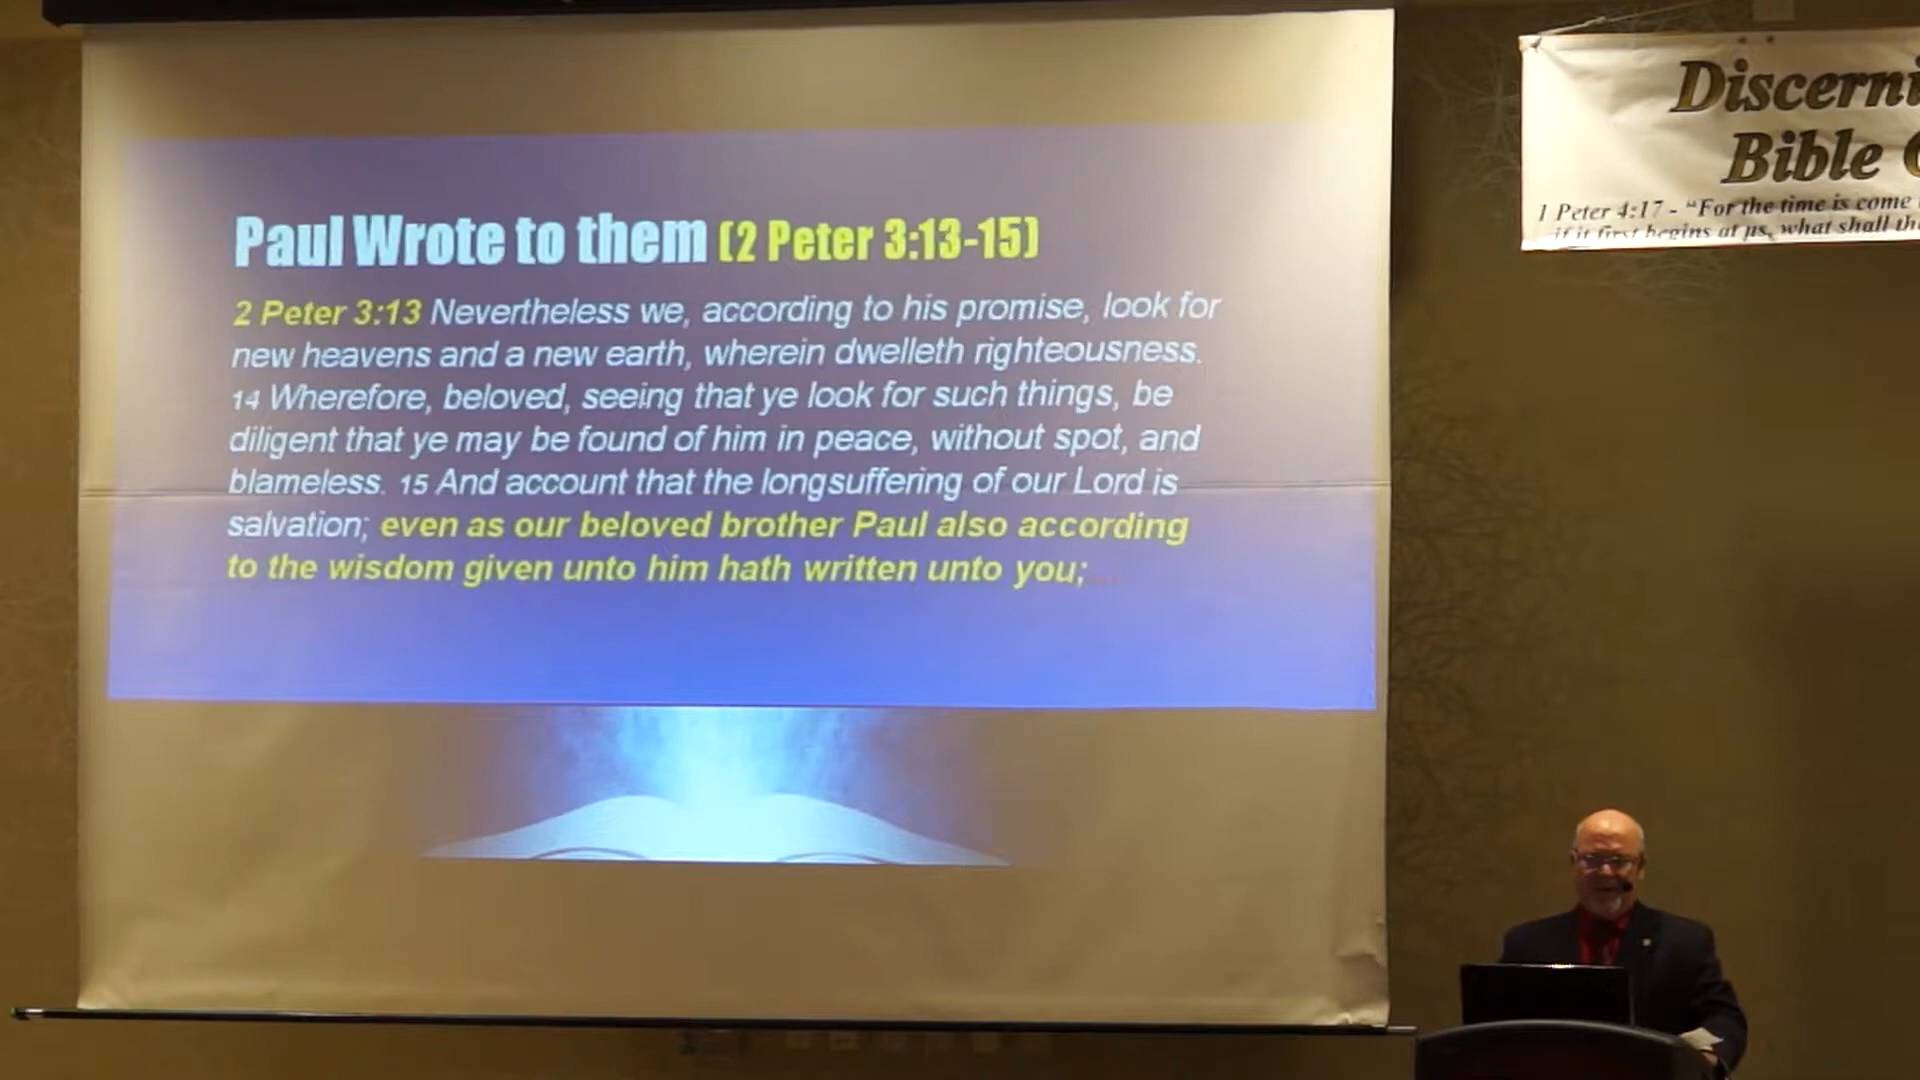 Paul Wrote to them (2 Peter 3:13-15)
2 Peter 3:13 Nevertheless we, according to his promise, look for
new heavens and a new earth, wherein dwelleth righteousness.
14 Wherefore, beloved, seeing that ye look for such things, be
diligent that ye may be found of him in peace, without spot, and
blameless. 15 And account that the longsuffering of our Lord is
salvation; even as our beloved brother Paul also according
to the wisdom given unto him hath written unto you;
Discerni
Bible
1 Peter 4:17 - “For the time is come
if it first begins at us, what shall th